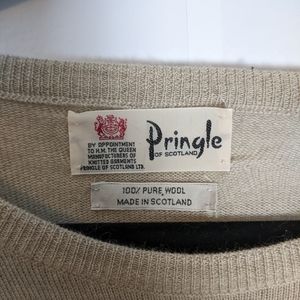 BY APPOINTMENT
TO H.M. THE QUEEN
MANUFACTURERS OF
KNITTED GARMENTS
PRINGLE OF SCOTLAND LTD.
Pringle
OF SCOTLAND
100% PURE WOOL
MADE IN SCOTLAND